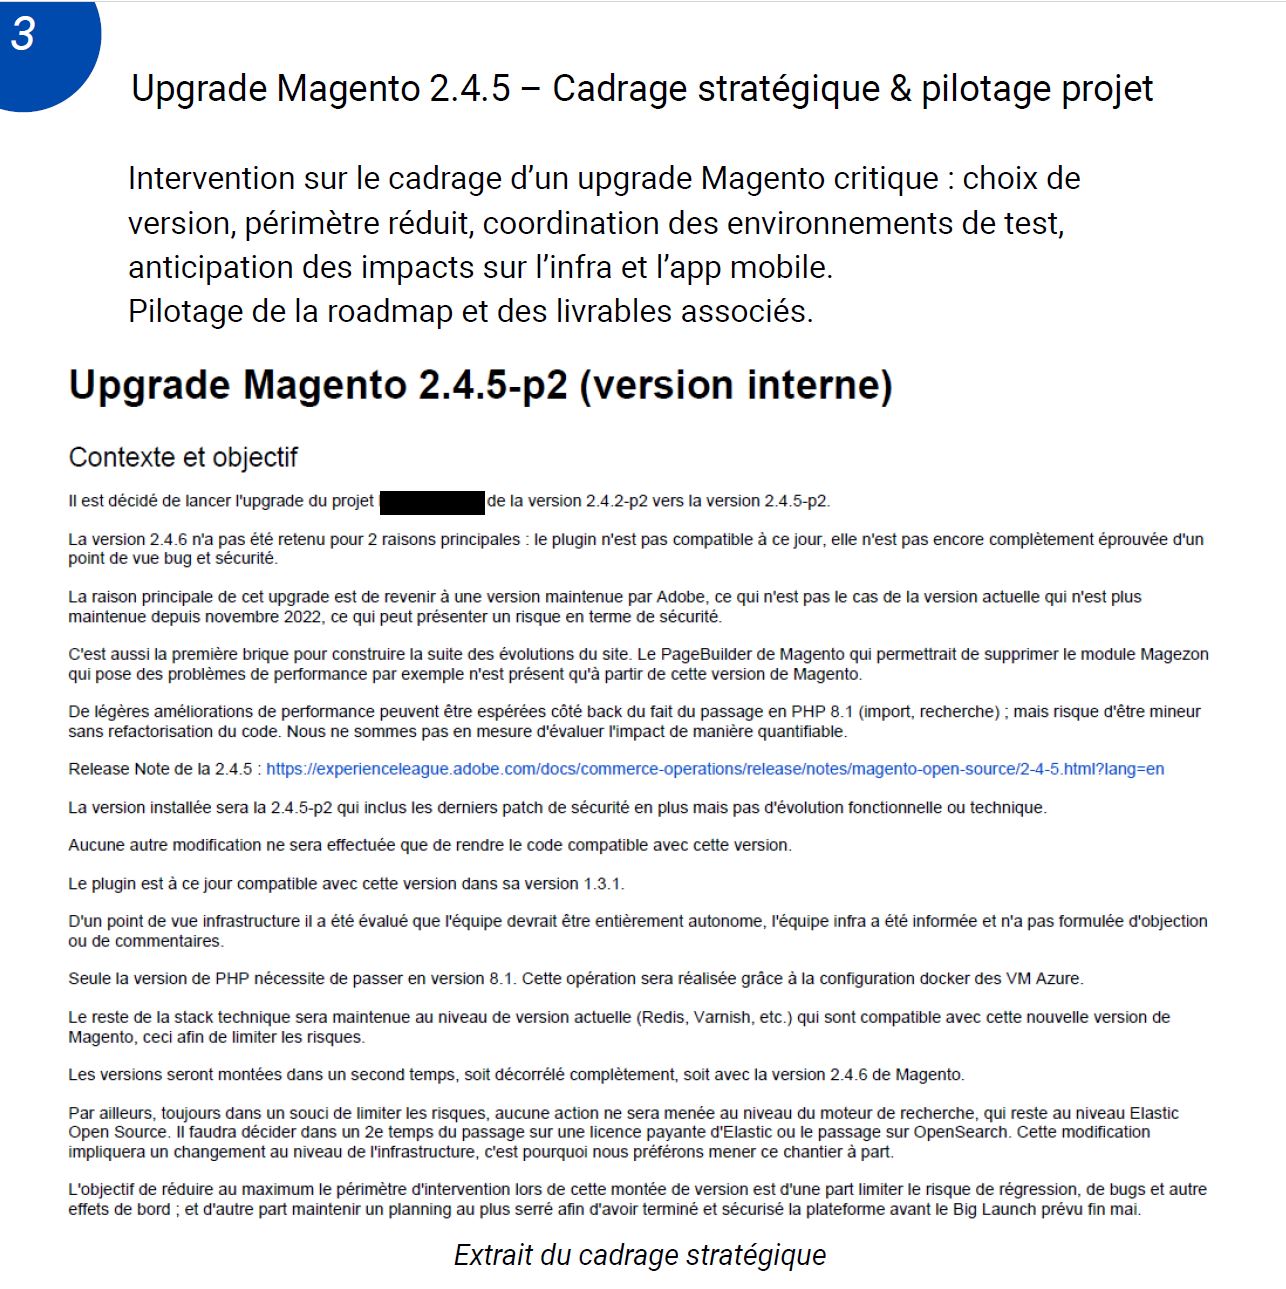 3
Upgrade Magento 2.4.5 – Cadrage stratégique & pilotage projet
Intervention sur le cadrage d’un upgrade Magento critique : choix de
version, périmètre réduit, coordination des environnements de test,
anticipation des impacts sur l’infra et l’app mobile.
Pilotage de la roadmap et des livrables associés.
Upgrade Magento 2.4.5-p2 (version interne)
Contexte et objectif
Il est décidé de lancer l'upgrade du projet de la version 2.4.2-p2 vers la version 2.4.5-p2.
La version 2.4.6 n'a pas été retenu pour 2 raisons principales : le plugin n'est pas compatible à ce jour, elle n'est pas encore complètement éprouvée d'un
point de vue bug et sécurité.
La raison principale de cet upgrade est de revenir à une version maintenue par Adobe, ce qui n'est pas le cas de la version actuelle qui n'est plus
maintenue depuis novembre 2022, ce qui peut présenter un risque en terme de sécurité.
C'est aussi la première brique pour construire la suite des évolutions du site. Le PageBuilder de Magento qui permettrait de supprimer le module Magezon
qui pose des problèmes de performance par exemple n'est présent qu'à partir de cette version de Magento.
De légères améliorations de performance peuvent être espérées côté back du fait du passage en PHP 8.1 (import, recherche) ; mais risque d'être mineur
sans refactorisation du code. Nous ne sommes pas en mesure d'évaluer l'impact de manière quantifiable.
Release Note de la 2.4.5 : https://experienceleague.adobe.com/docs/commerce-operations/release/notes/magento-open-source/2-4-5.html?lang=en
La version installée sera la 2.4.5-p2 qui inclus les derniers patch de sécurité en plus mais pas d'évolution fonctionnelle ou technique.
Aucune autre modification ne sera effectuée que de rendre le code compatible avec cette version.
Le plugin est à ce jour compatible avec cette version dans sa version 1.3.1.
D'un point de vue infrastructure il a été évalué que l'équipe devrait être entièrement autonome, l'équipe infra a été informée et n'a pas formulée d'objection
ou de commentaires.
Seule la version de PHP nécessite de passer en version 8.1. Cette opération sera réalisée grâce à la configuration docker des VM Azure.
Le reste de la stack technique sera maintenue au niveau de version actuelle (Redis, Varnish, etc.) qui sont compatible avec cette nouvelle version de
Magento, ceci afin de limiter les risques.
Les versions seront montées dans un second temps, soit décorrélé complètement, soit avec la version 2.4.6 de Magento.
Par ailleurs, toujours dans un souci de limiter les risques, aucune action ne sera menée au niveau du moteur de recherche, qui reste au niveau Elastic
Open Source. Il faudra décider dans un 2e temps du passage sur une licence payante d'Elastic ou le passage sur OpenSearch. Cette modification
impliquera un changement au niveau de l'infrastructure, c'est pourquoi nous préférons mener ce chantier à part.
L'objectif de réduire au maximum le périmètre d'intervention lors de cette montée de version est d'une part limiter le risque de régression, de bugs et autre
effets de bord ; et d'autre part maintenir un planning au plus serré afin d'avoir terminé et sécurisé la plateforme avant le Big Launch prévu fin mai.
Extrait du cadrage stratégique